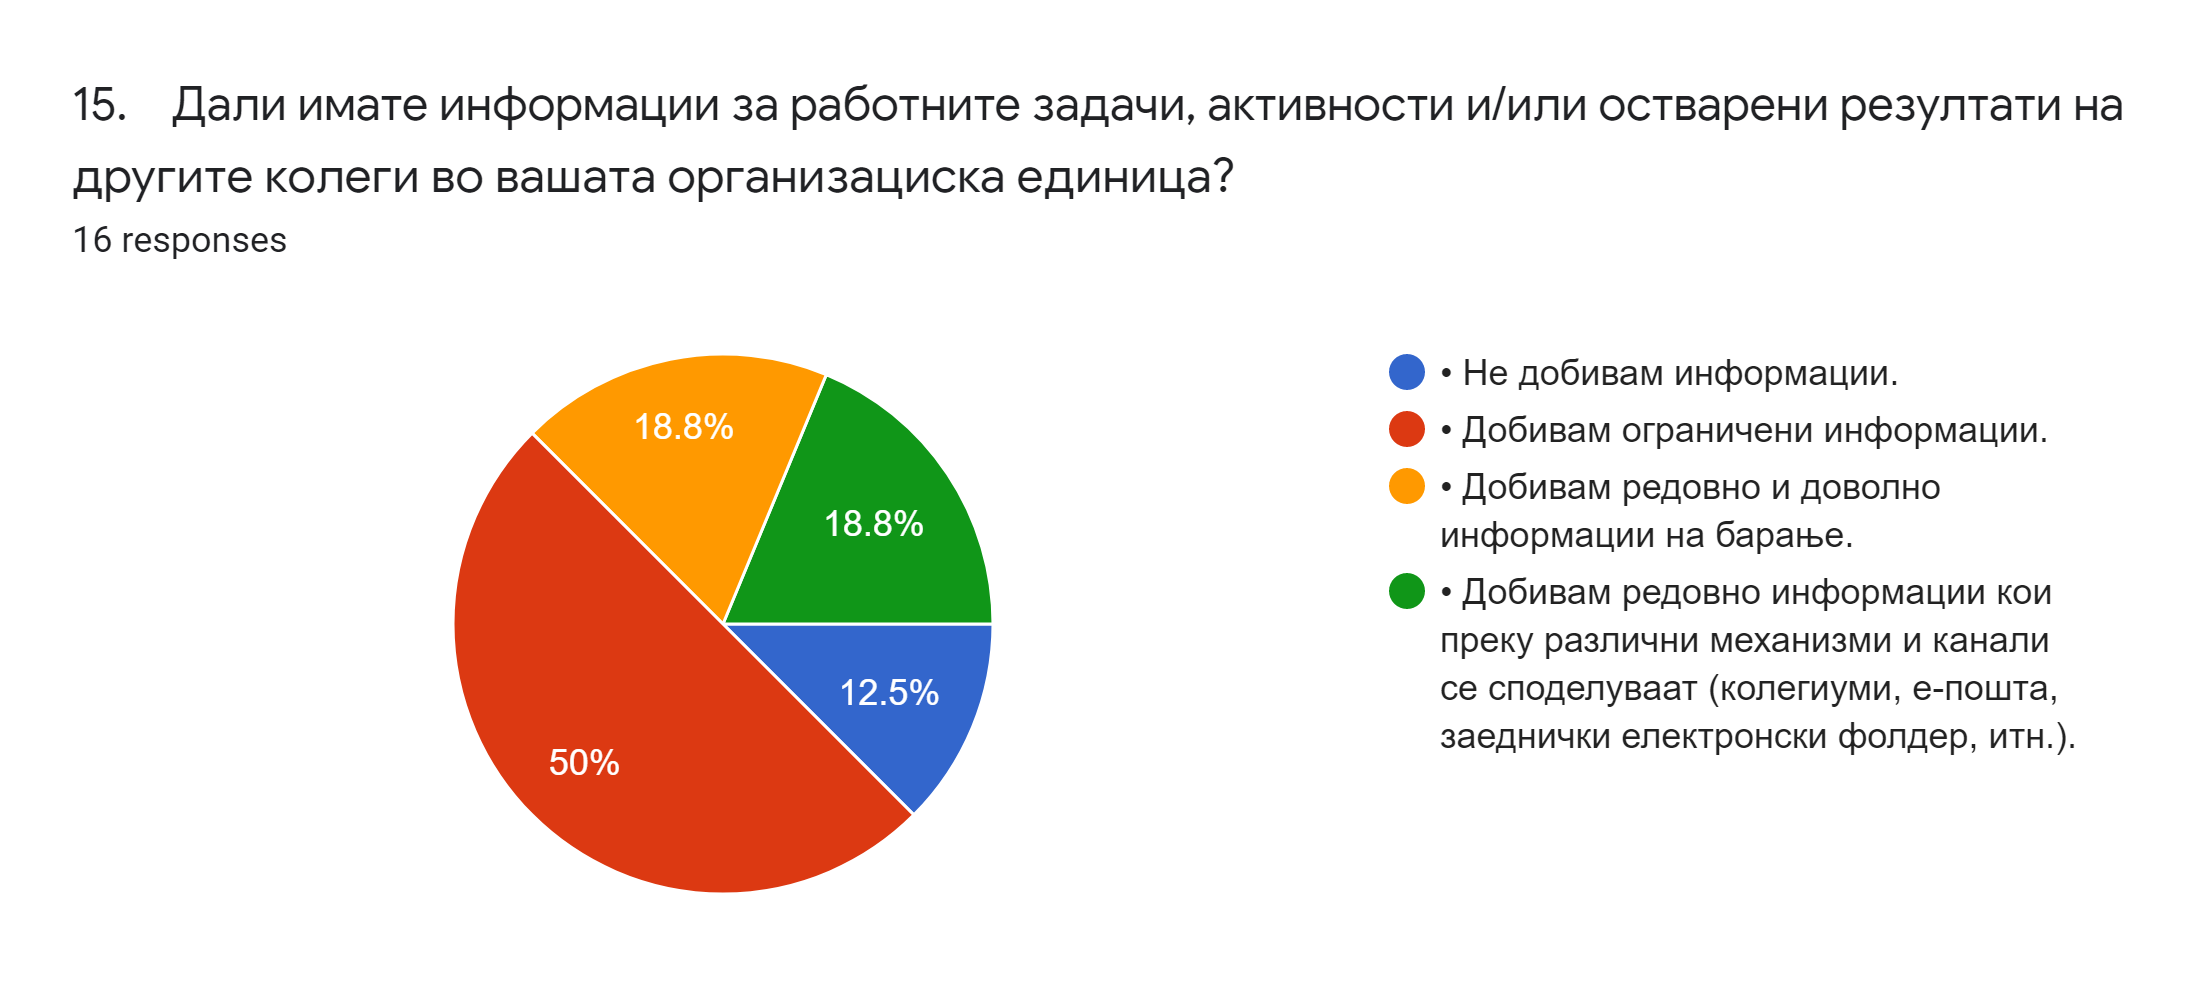 15. Дали имате информации за работните задачи, активности и/или остварени резултати на
другите колеги во вашата организациска единица?
16 responses
18.8%
18.8%
12.5%
50%
• Не добивам информации.
• Добивам ограничени информации.
• Добивам редовно и доволно
информации на барање.
• Добивам редовно информации кои
преку различни механизми и канали
се споделуваат (колегиуми, е-пошта,
заеднички електронски фолдер, итн.).